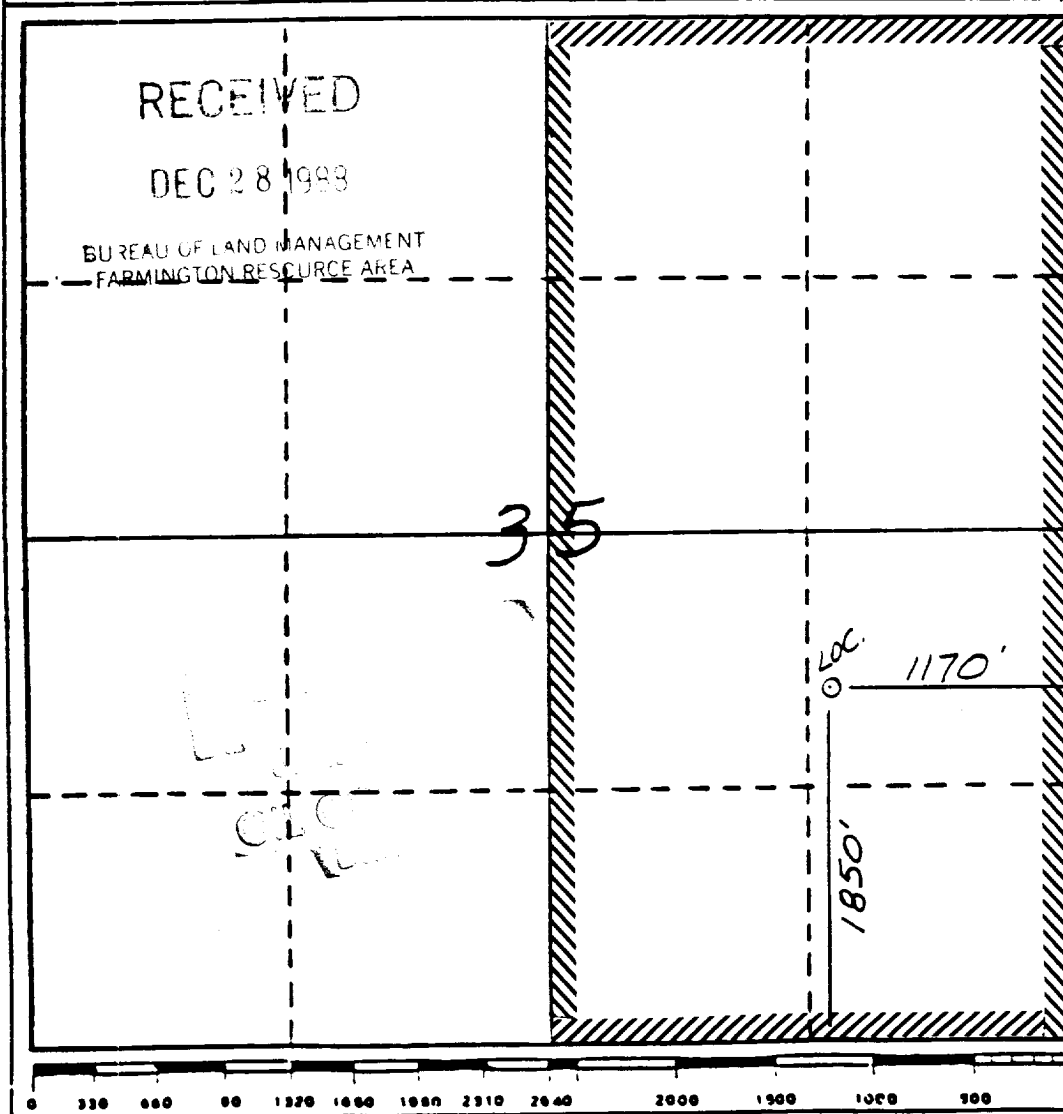 RECEIVED
DEC 28 1988
BUREAU OF LAND MANAGEMENT
FARMINGTON RESOURCE AREA
35
LOC.
1170'
1850'
0 330 660 90 1320 1650 1980 2310 2640 2000 1500 1000 500